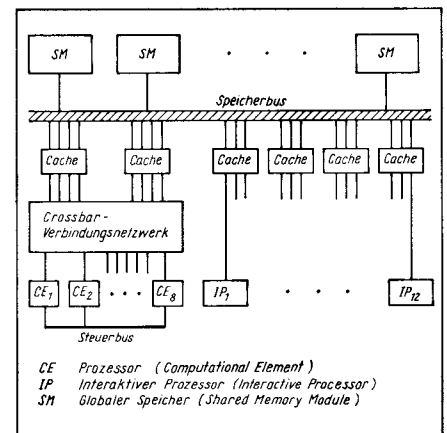 SM SM . . . SM
Speicherbus
Cache Cache Cache Cache Cache Cache
Crossbar-
Verbindungsnetzwerk
CE1 CE2 . . . CE8 IP1 . . . IP12
Steuerbus
CE Prozessor (Computational Element)
IP Interaktiver Prozessor (Interactive Processor)
SM Globaler Speicher (Shared Memory Module)